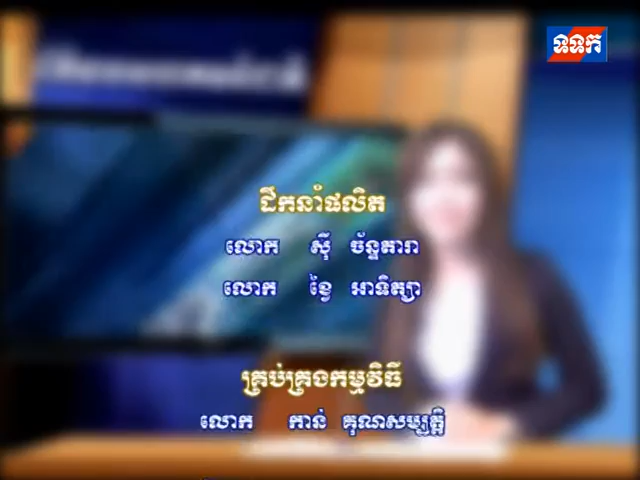 ទទក
ដឹកនាំផលិត
លោក ស៊ី ច័ន្ទតារា
លោក ខ្វៃ អាទិត្យា
គ្រប់គ្រងកម្មវិធី
លោក កាន់ គុណសម្បត្តិ